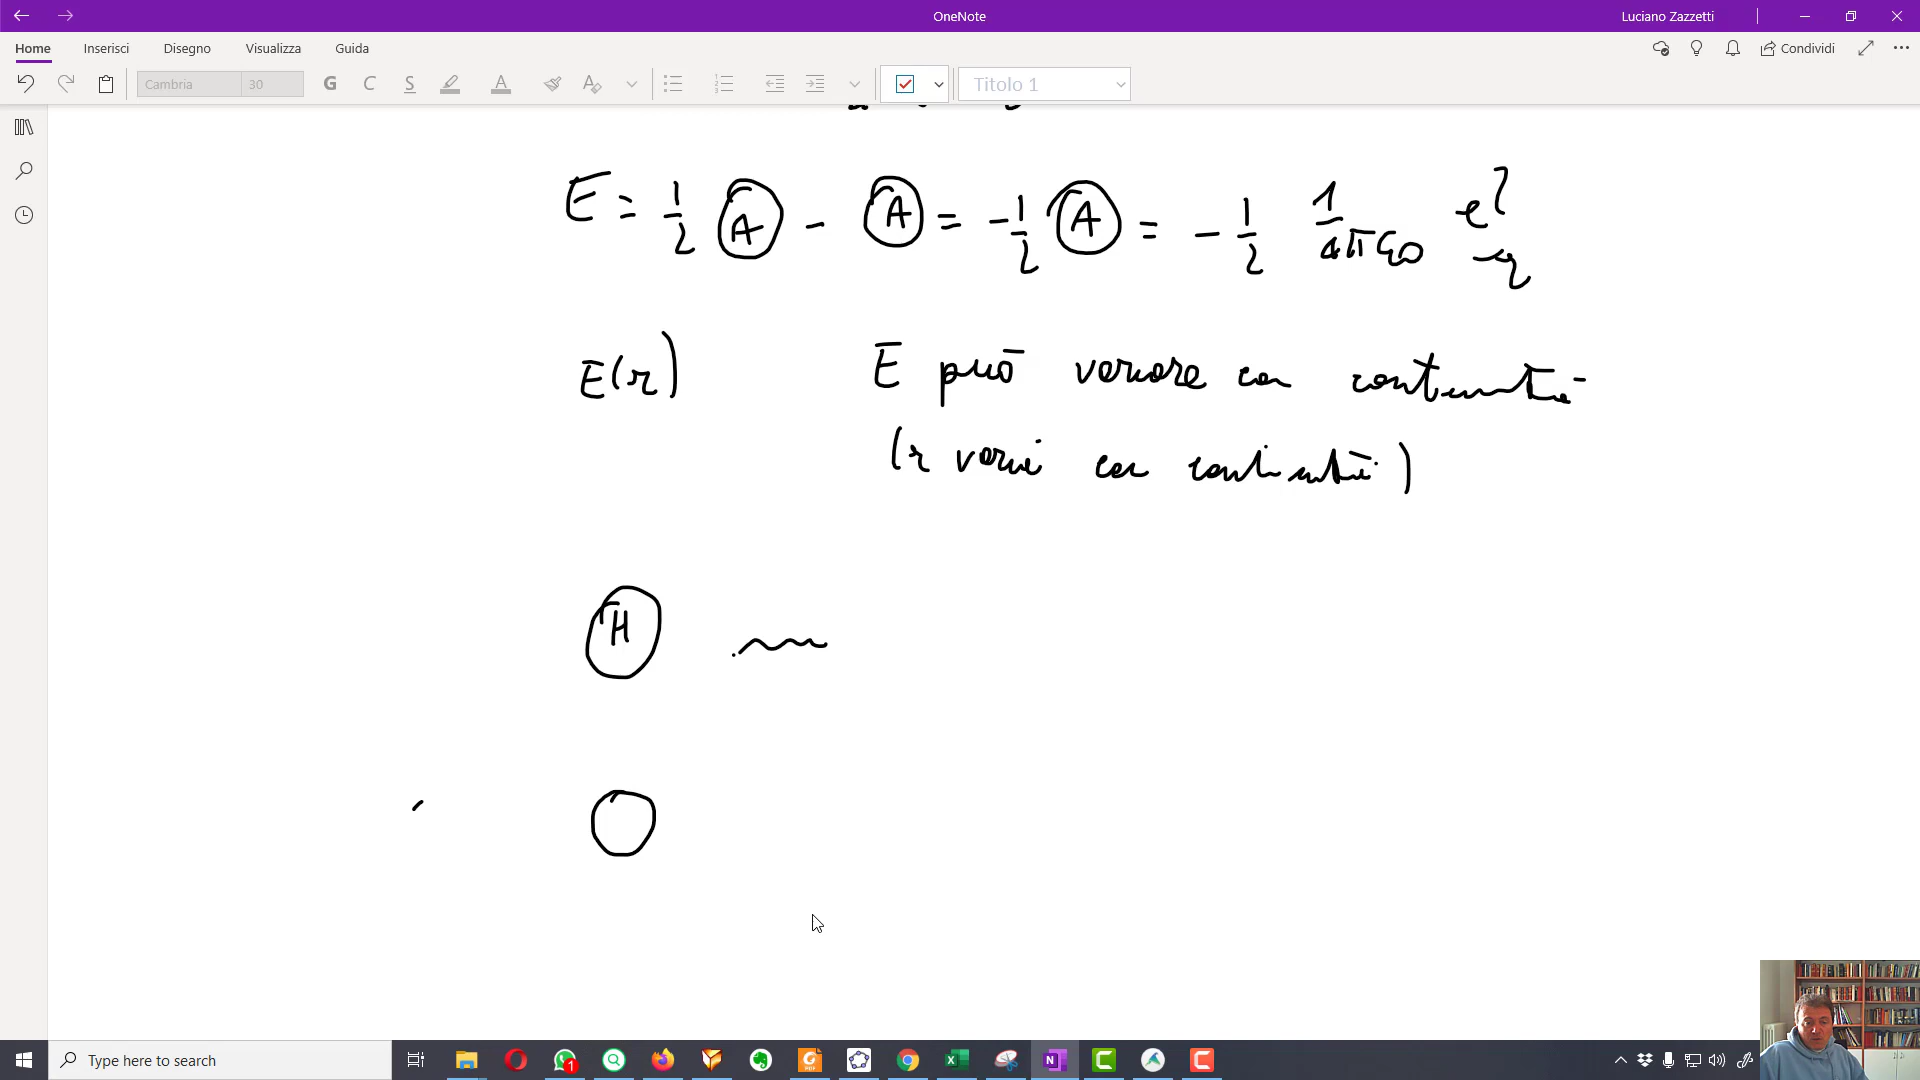 OneNote
Luciano Zazzetti
Home Inserisci Disegno Visualizza Guida
Condividi
Cambria 30 G C S A A Titolo 1
E = 1/2 A - A = - 1/2 A = - 1/2 1/4πε0 e²/r
E(r) E può variare con continuità
(r varia con continuità)
H
Type here to search
1
N